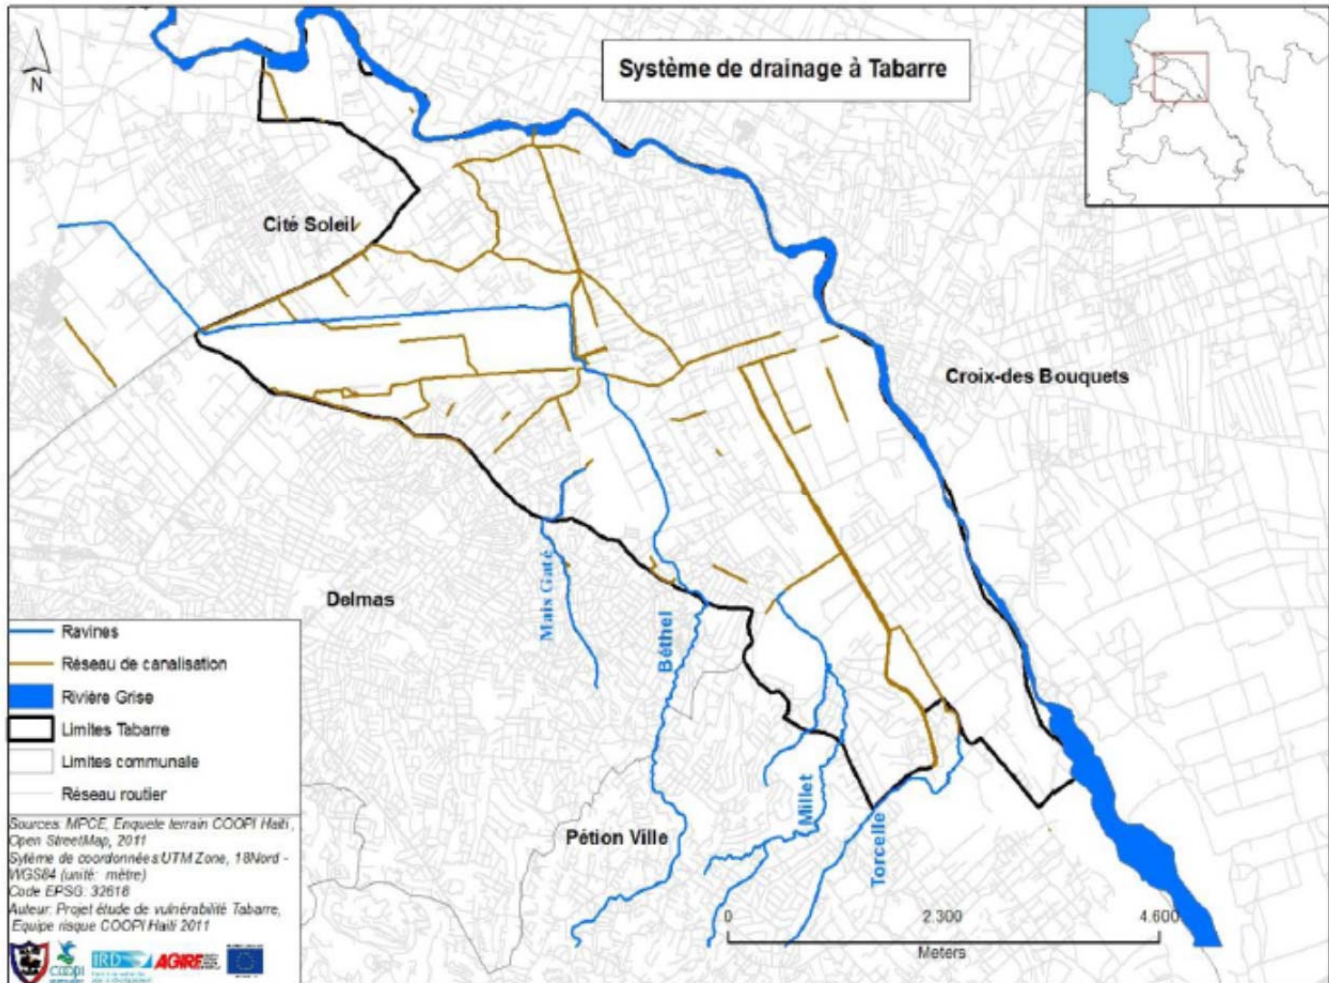 Système de drainage à Tabarre
N
Cité Soleil
Croix-des Bouquets
Delmas
Mais Gaté
Béthel
Millet
Torcelle
Pétion Ville
Ravines
Réseau de canalisation
Rivière Grise
Limites Tabarre
Limites communale
Réseau routier
Sources: MPCE, Enquete terrain COOPI Haiti,
Open StreetMap, 2011
Sytème de coordonnées UTM Zone, 18Nord -
WGS84 (unité: mètre)
Code EPSG: 32618
Auteur: Projet étude de vulnérabilité Tabarre,
Equipe risque COOPI Haiti 2011
COOPI
IRD
AGIRE
0 2.300 4.600
Meters